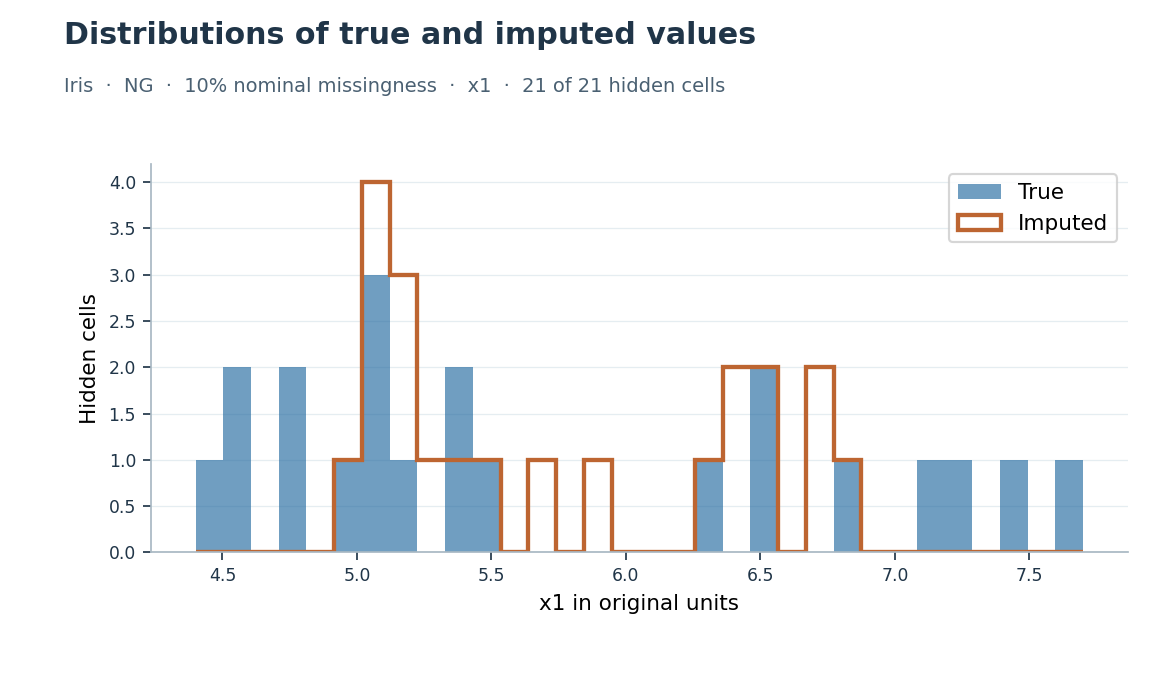 Distributions of true and imputed values
Iris · NG · 10% nominal missingness · x1 · 21 of 21 hidden cells
True
Imputed
Hidden cells
4.0
3.5
3.0
2.5
2.0
1.5
1.0
0.5
0.0
4.5 5.0 5.5 6.0 6.5 7.0 7.5
x1 in original units